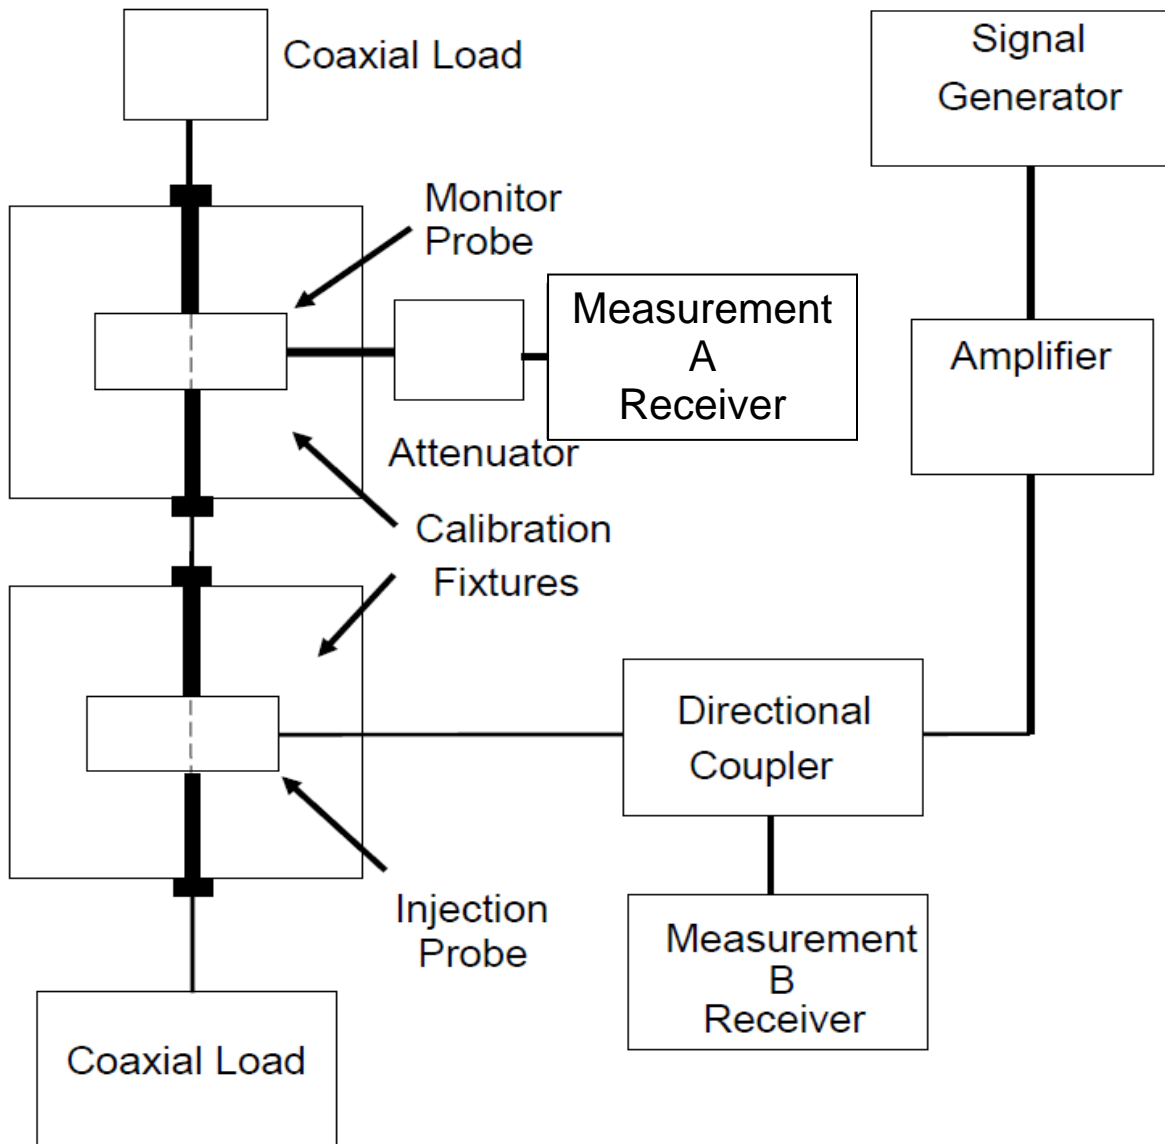 Coaxial Load
Signal
Generator
Monitor
Probe
Measurement
A
Receiver
Amplifier
Attenuator
Calibration
Fixtures
Directional
Coupler
Injection
Probe
Measurement
B
Receiver
Coaxial Load